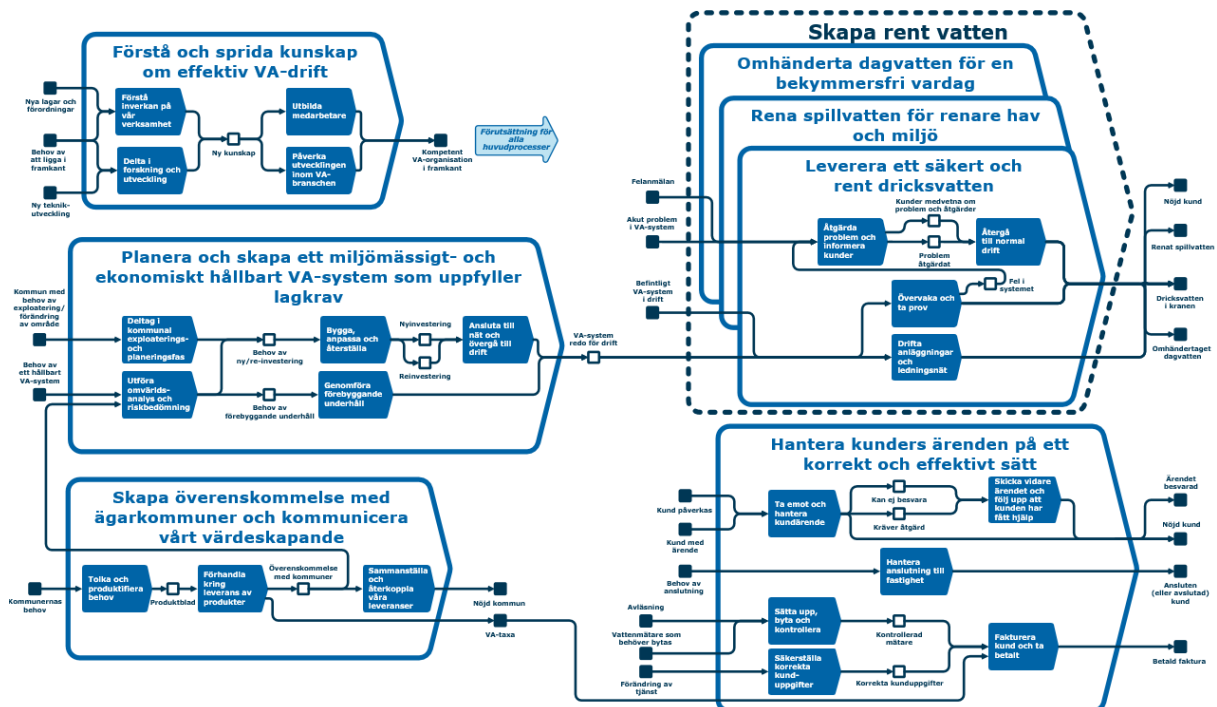 Förstå och sprida kunskap
om effektiv VA-drift
Nya lagar och
förordningar
Behov av
att ligga i
framkant
Ny teknik-
utveckling
Förstå
inverkan på
vår
verksamhet
Delta i
forskning och
utveckling
Ny kunskap
Utbilda
medarbetare
Påverka
utvecklingen
inom VA-
branschen
Kompetent
VA-organisation
i framkant
Förutsättning för
alla
huvudprocesser
Skapa rent vatten
Omhänderta dagvatten för en
bekymmersfri vardag
Rena spillvatten för renare hav
och miljö
Leverera ett säkert och
rent dricksvatten
Felanmälan
Akut problem
i VA-system
Befintligt
VA-system
i drift
Åtgärda
problem och
informera
kunder
Kunder medvetna om
problem och åtgärder
Problem
åtgärdat
Återgå
till normal
drift
Fel i
systemet
Övervaka och
ta prov
Drifta
anläggningar
och
ledningsnät
Nöjd kund
Renat spillvatten
Dricksvatten
i kranen
Omhändertaget
dagvatten
Planera och skapa ett miljömässigt- och
ekonomiskt hållbart VA-system som uppfyller
lagkrav
Kommun med
behov av
exploatering/
förändring
av område
Behov av
ett hållbart
VA-system
Deltag i
kommunal
exploaterings-
och
planeringsfas
Utföra
omvärlds-
analys och
riskbedömning
Behov av
ny/re-investering
Behov av
förebyggande underhåll
Bygga,
anpassa och
återställa
Genomföra
förebyggande
underhåll
Nyinvestering
Reinvestering
Ansluta till
nät och
övergå till
drift
VA-system
redo för drift
Skapa överenskommelse med
ägarkommuner och kommunicera
vårt värdeskapande
Kommunernas
behov
Tolka och
produktifiera
behov
Produktblad
Förhandla
kring
leverans av
produkter
Överenskommelse
med kommuner
Sammanställa
och
återkoppla
våra
leveranser
Nöjd kommun
VA-taxa
Hantera kunders ärenden på ett
korrekt och effektivt sätt
Kund påverkas
Kund med
ärende
Ta emot och
hantera
kundärende
Kan ej besvara
Kräver åtgärd
Skicka vidare
ärendet och
följ upp att
kunden har
fått hjälp
Ärendet
besvarad
Nöjd kund
Behov av
anslutning
Hantera
anslutning till
fastighet
Ansluten
(eller avslutad)
kund
Avläsning
Vattenmätare som
behöver bytas
Förändring av
tjänst
Sätta upp,
byta och
kontrollera
Säkerställa
korrekta
kund-
uppgifter
Kontrollerad
mätare
Korrekta kunduppgifter
Fakturera
kund och ta
betalt
Betald faktura